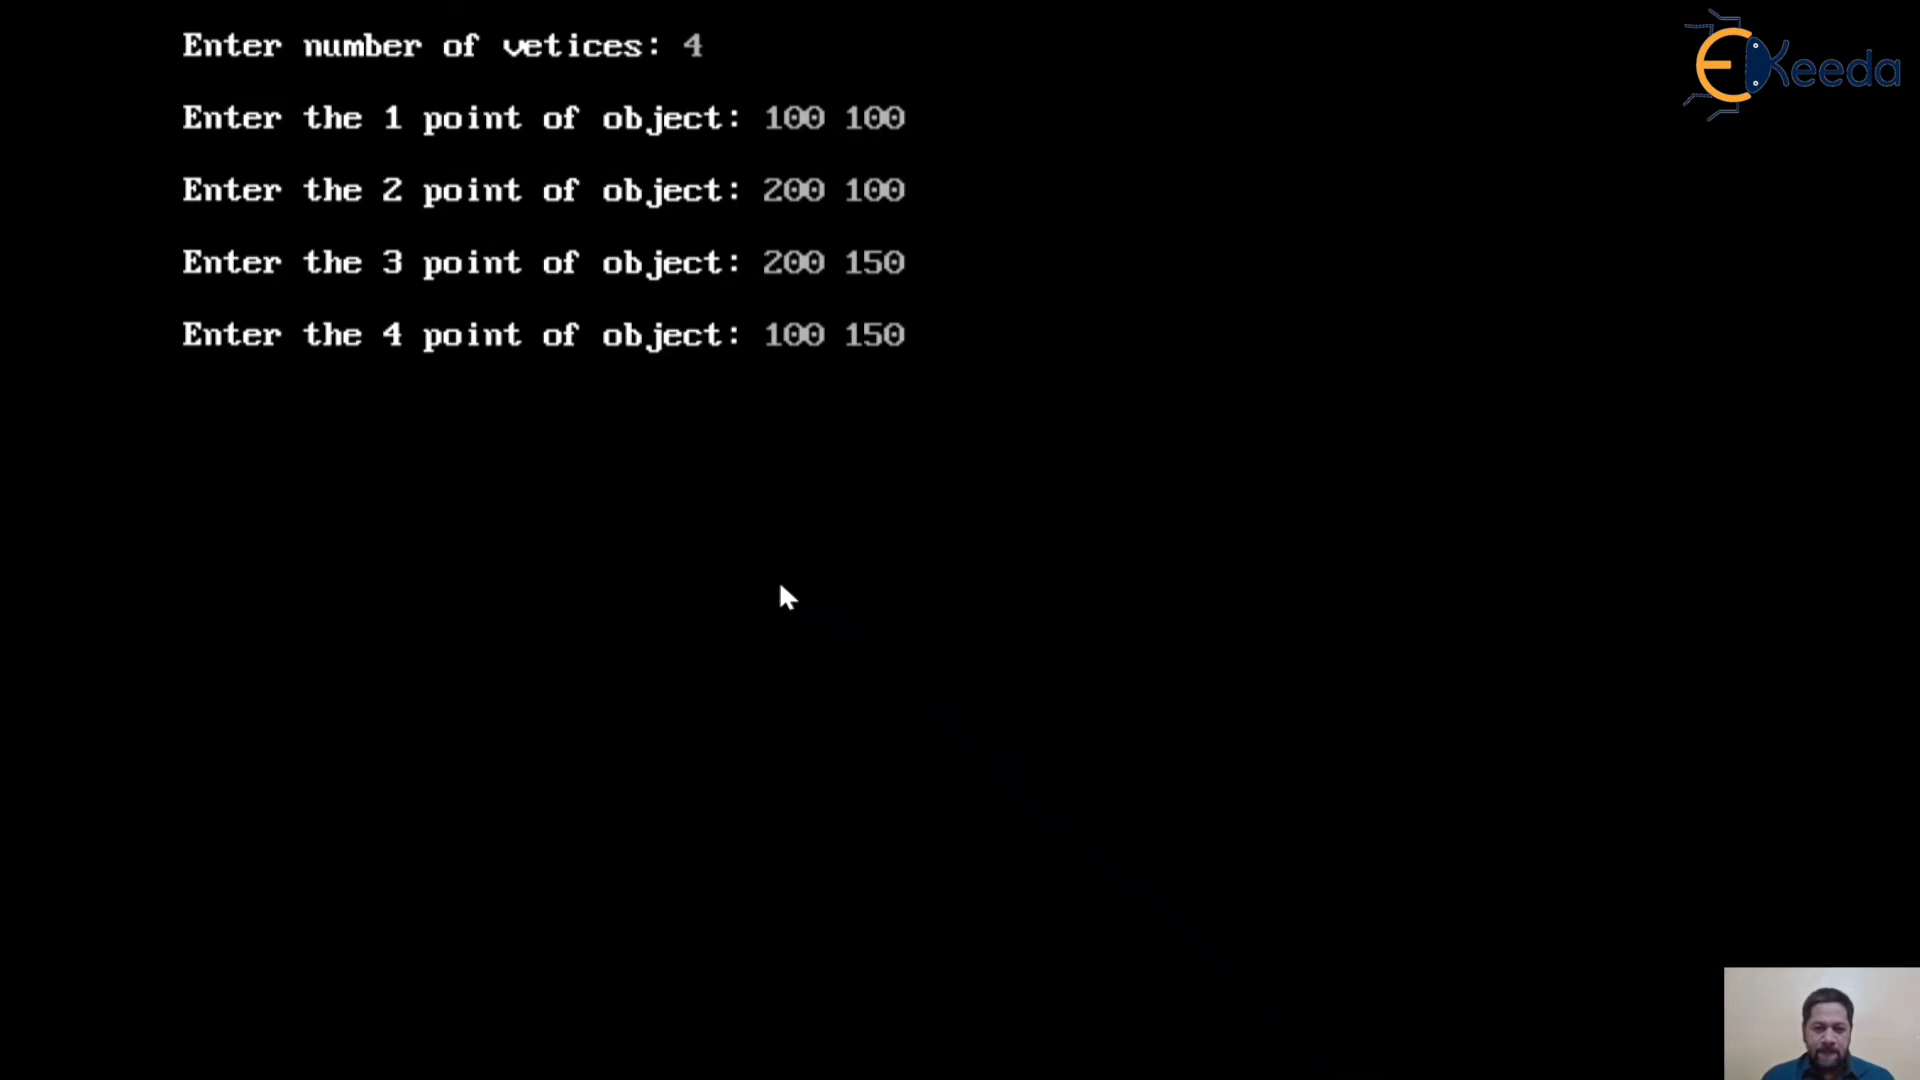 Enter number of vetices: 4
Enter the 1 point of object: 100 100
Enter the 2 point of object: 200 100
Enter the 3 point of object: 200 150
Enter the 4 point of object: 100 150
EKeeda